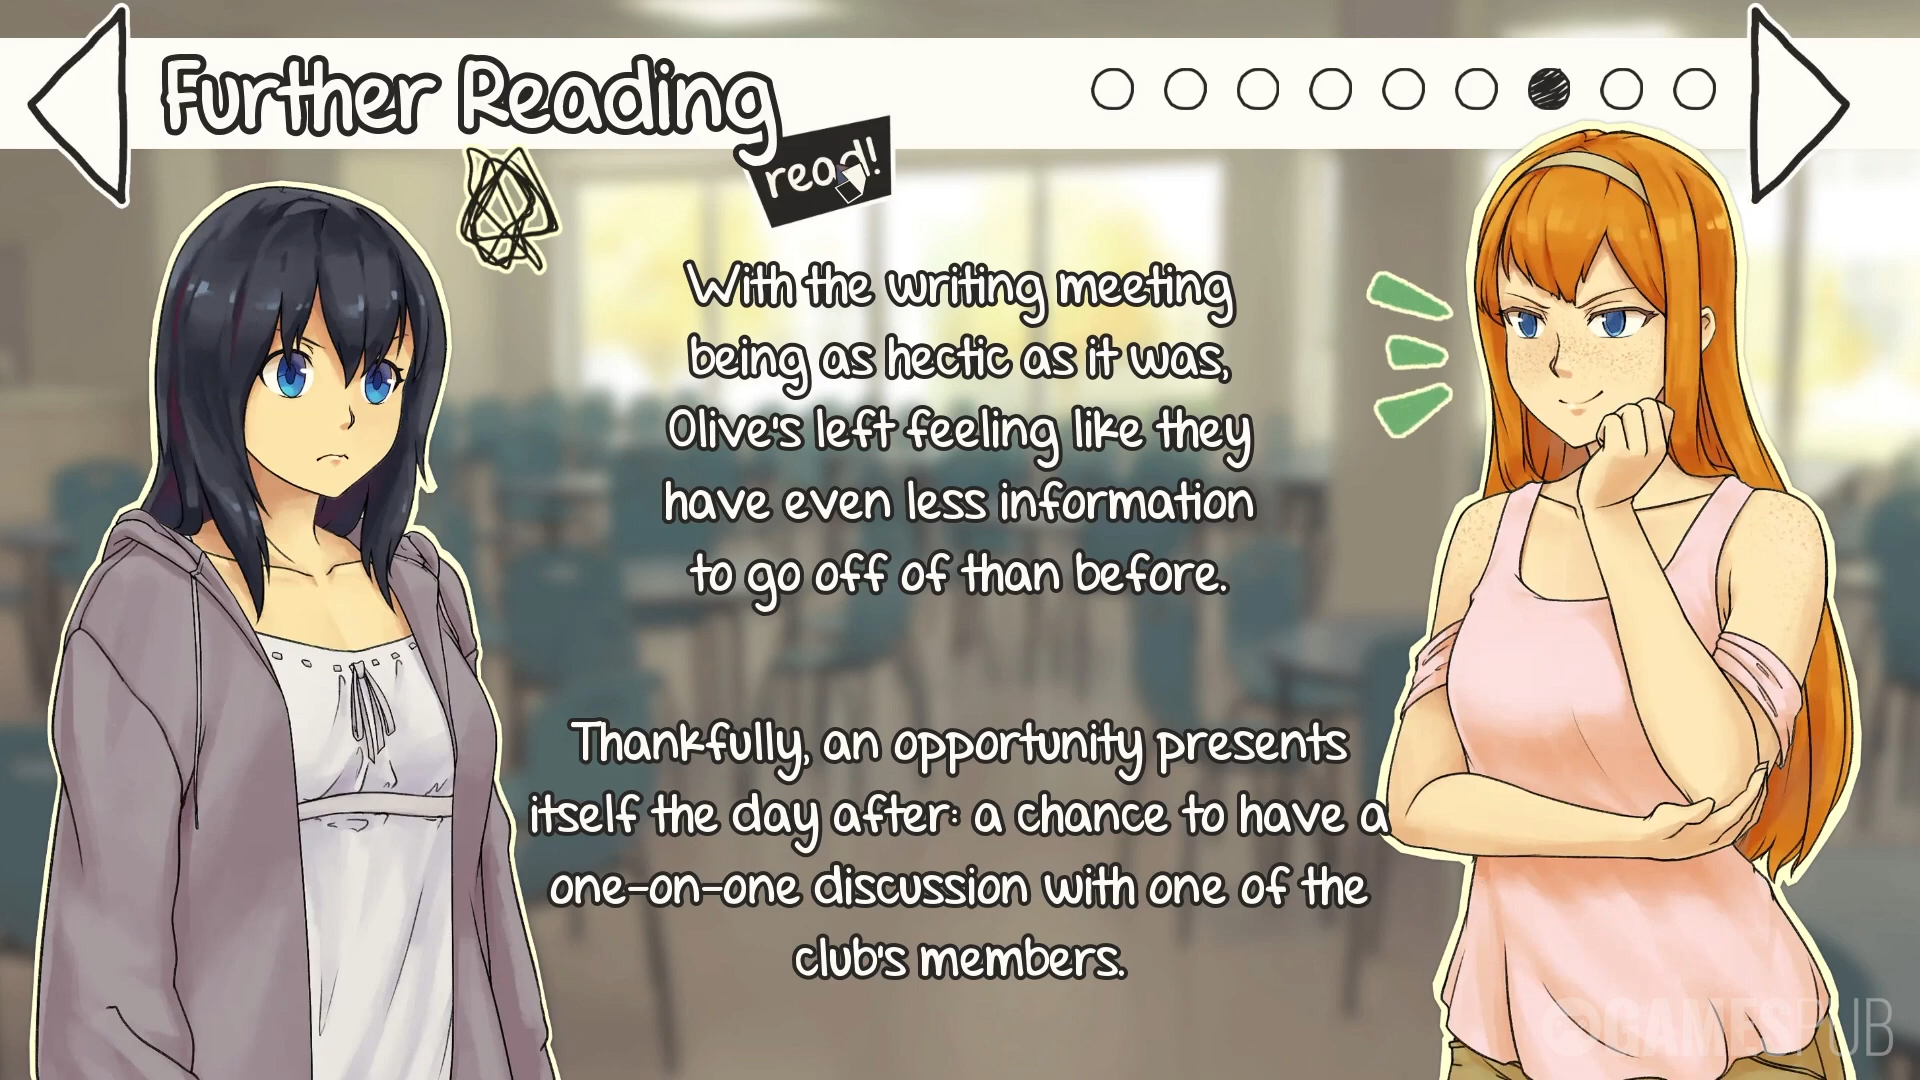 Further Reading
read!
With the writing meeting
being as hectic as it was,
Olive's left feeling like they
have even less information
to go off of than before.
Thankfully, an opportunity presents
itself the day after: a chance to have a
one-on-one discussion with one of the
club's members.
@GAMESPUB